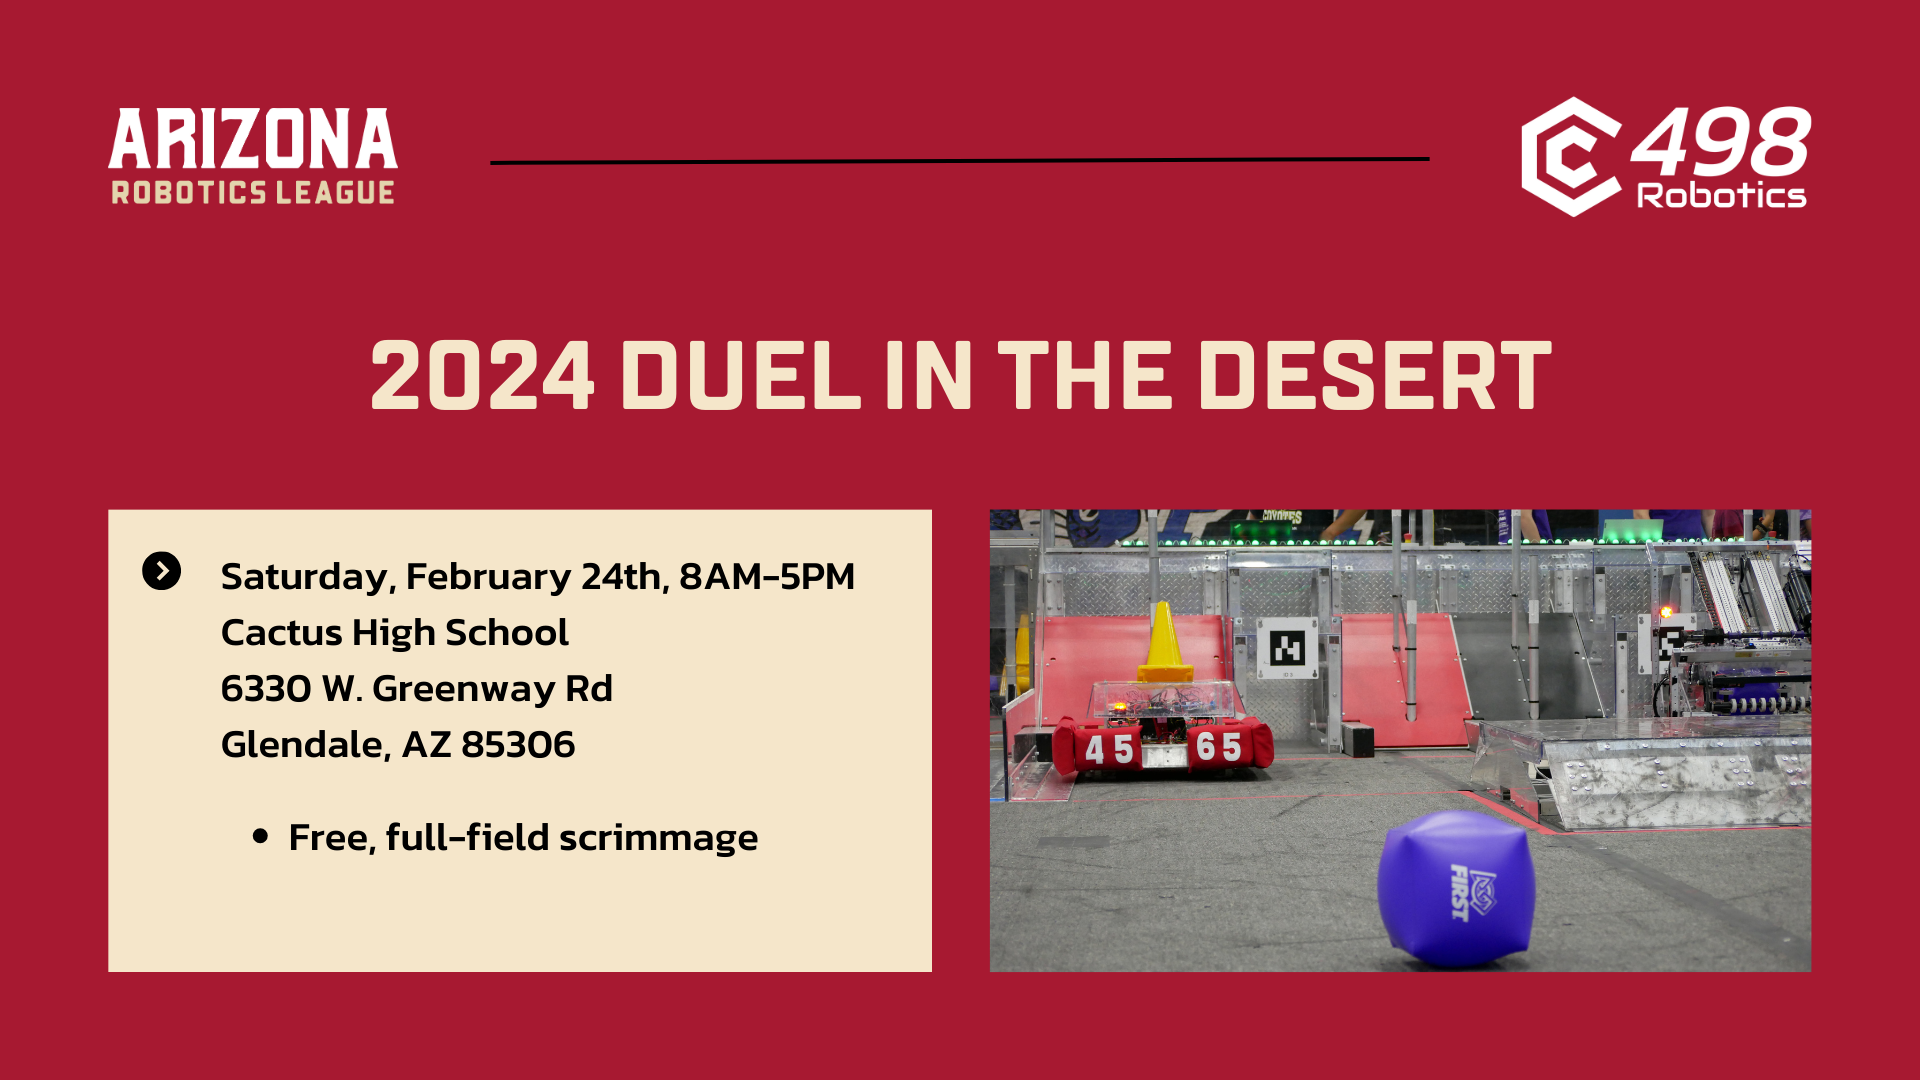 ARIZONA
ROBOTICS LEAGUE
498
Robotics
2024 DUEL IN THE DESERT
Saturday, February 24th, 8AM-5PM
Cactus High School
6330 W. Greenway Rd
Glendale, AZ 85306
• Free, full-field scrimmage
COYOTES
45 65
FIRST